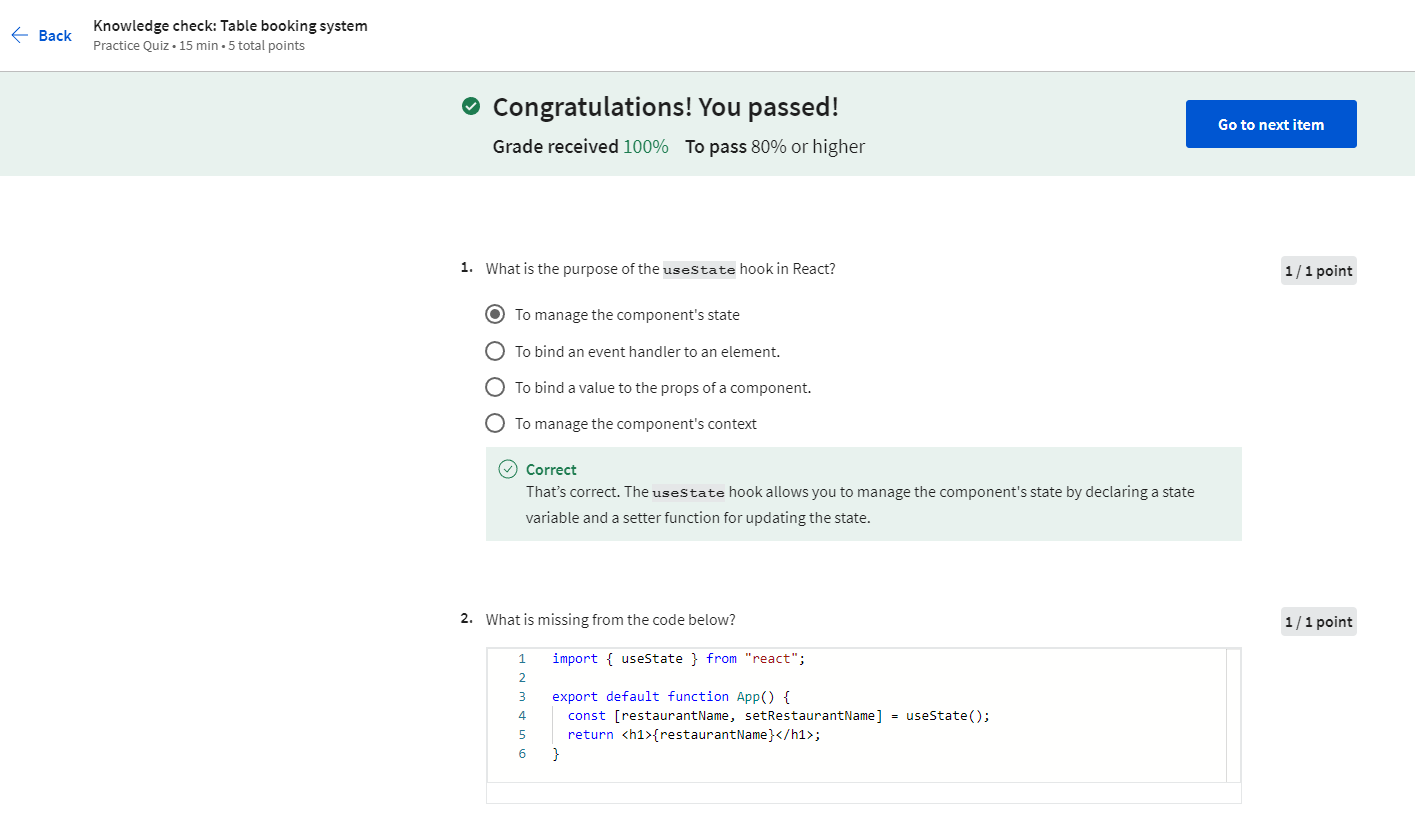 Back
Knowledge check: Table booking system
Practice Quiz • 15 min • 5 total points
Congratulations! You passed!
Grade received 100% To pass 80% or higher
Go to next item
1. What is the purpose of the useState hook in React?
1 / 1 point
To manage the component's state
To bind an event handler to an element.
To bind a value to the props of a component.
To manage the component's context
Correct
That’s correct. The useState hook allows you to manage the component's state by declaring a state
variable and a setter function for updating the state.
2. What is missing from the code below?
1 / 1 point
1 import { useState } from "react";
2
3 export default function App() {
4 const [restaurantName, setRestaurantName] = useState();
5 return <h1>{restaurantName}</h1>;
6 }